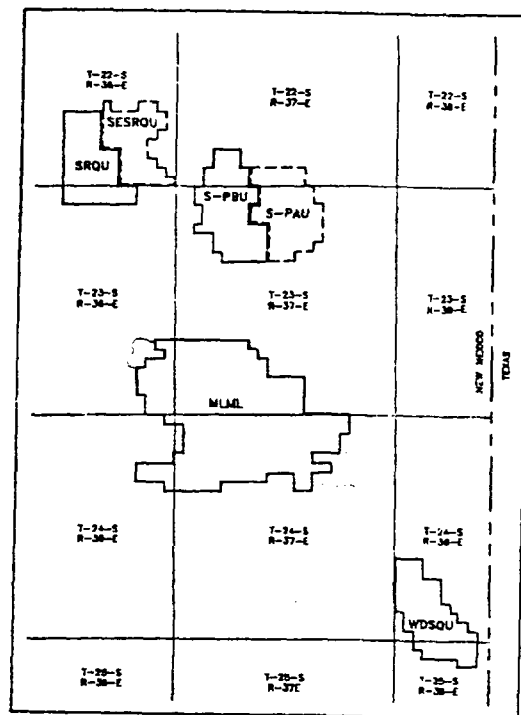 T-22-S
R-36-E
T-22-S
R-37-E
T-22-S
R-38-E
SESRQU
SRQU
S-PBU
S-PAU
T-23-S
R-36-E
T-23-S
R-37-E
T-23-S
R-38-E
NEW MEXICO
TEXAS
MLML
T-24-S
R-36-E
T-24-S
R-37-E
T-24-S
R-38-E
WDSQU
T-25-S
R-36-E
T-25-S
R-37E
T-25-S
R-38-E